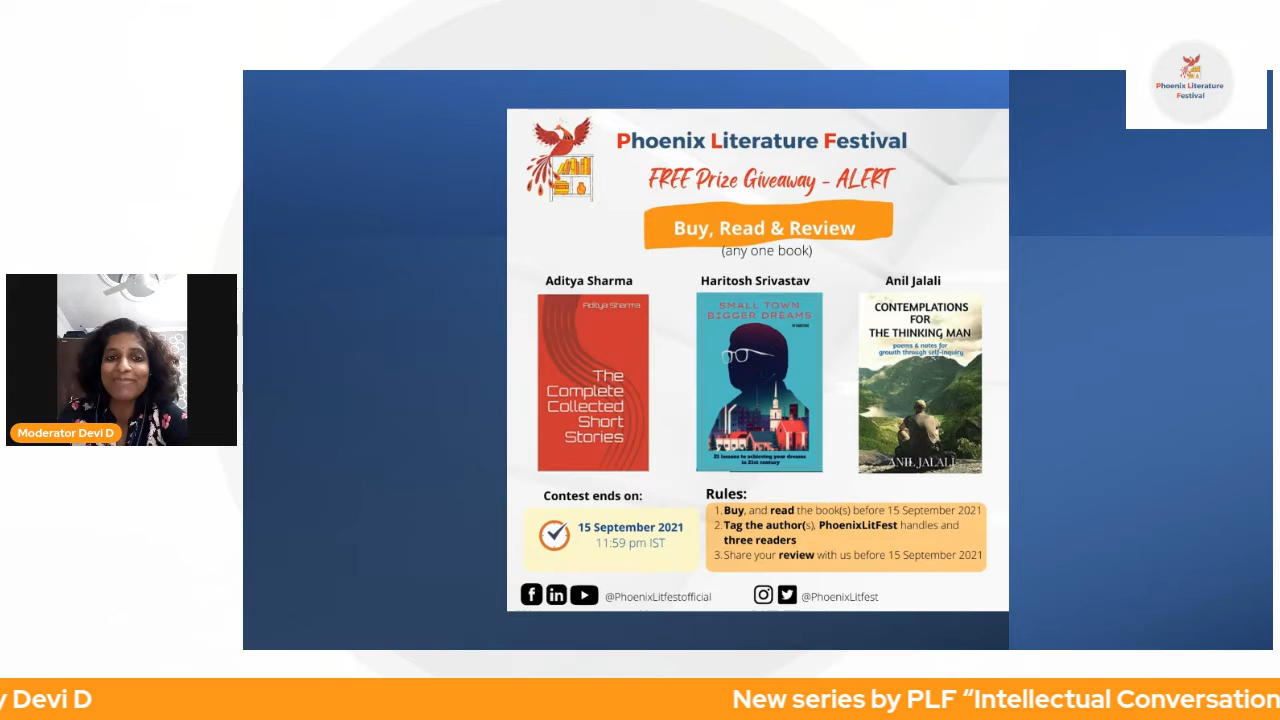 Phoenix Literature
Festival
Phoenix Literature Festival
FREE Prize Giveaway - ALERT
Buy, Read & Review
(any one book)
Aditya Sharma
Haritosh Srivastav
Anil Jalali
Aditya Sharma
The
Complete
Collected
Short
Stories
SMALL TOWN
BIGGER DREAMS
21 lessons to achieving your dreams
in 21st century
CONTEMPLATIONS
FOR
THE THINKING MAN
poems & notes for
growth through self-inquiry
ANIL JALALI
Contest ends on:
15 September 2021
11:59 pm IST
Rules:
1. Buy, and read the book(s) before 15 September 2021
2. Tag the author(s), PhoenixLitFest handles and
three readers
3. Share your review with us before 15 September 2021
@PhoenixLitfestofficial
@PhoenixLitfest
Moderator Devi D
y Devi D
New series by PLF “Intellectual Conversation